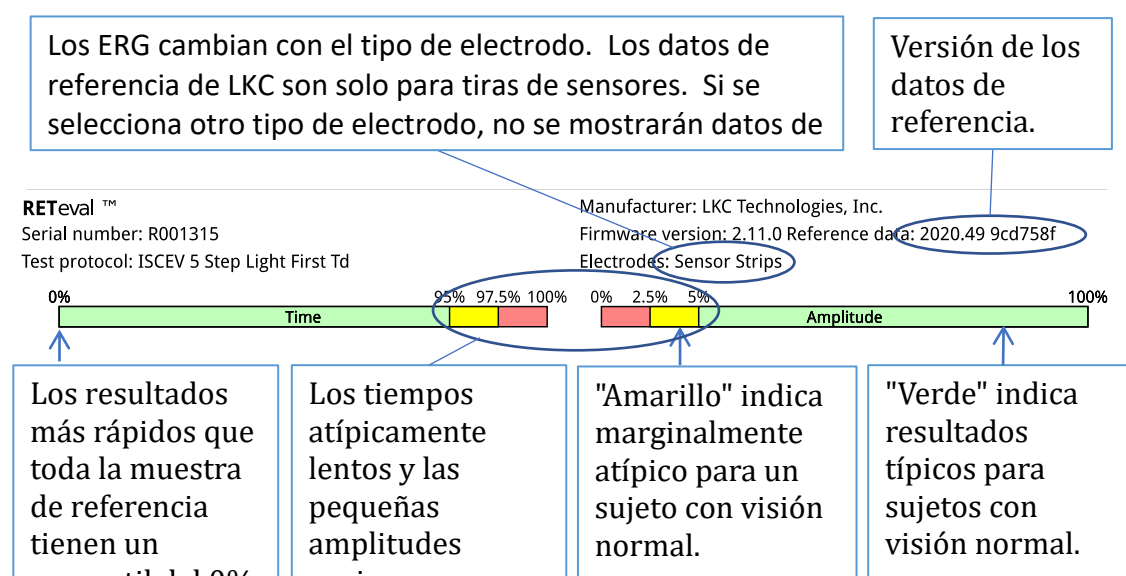 Los ERG cambian con el tipo de electrodo. Los datos de
referencia de LKC son solo para tiras de sensores. Si se
selecciona otro tipo de electrodo, no se mostrarán datos de
Versión de los
datos de
referencia.
RETeval ™
Serial number: R001315
Test protocol: ISCEV 5 Step Light First Td
Manufacturer: LKC Technologies, Inc.
Firmware version: 2.11.0 Reference data: 2020.49 9cd758f
Electrodes: Sensor Strips
0% 95% 97.5% 100% 0% 2.5% 5% 100%
Time Amplitude
Los resultados
más rápidos que
toda la muestra
de referencia
tienen un
Los tiempos
atípicamente
lentos y las
pequeñas
amplitudes
"Amarillo" indica
marginalmente
atípico para un
sujeto con visión
normal.
"Verde" indica
resultados
típicos para
sujetos con
visión normal.